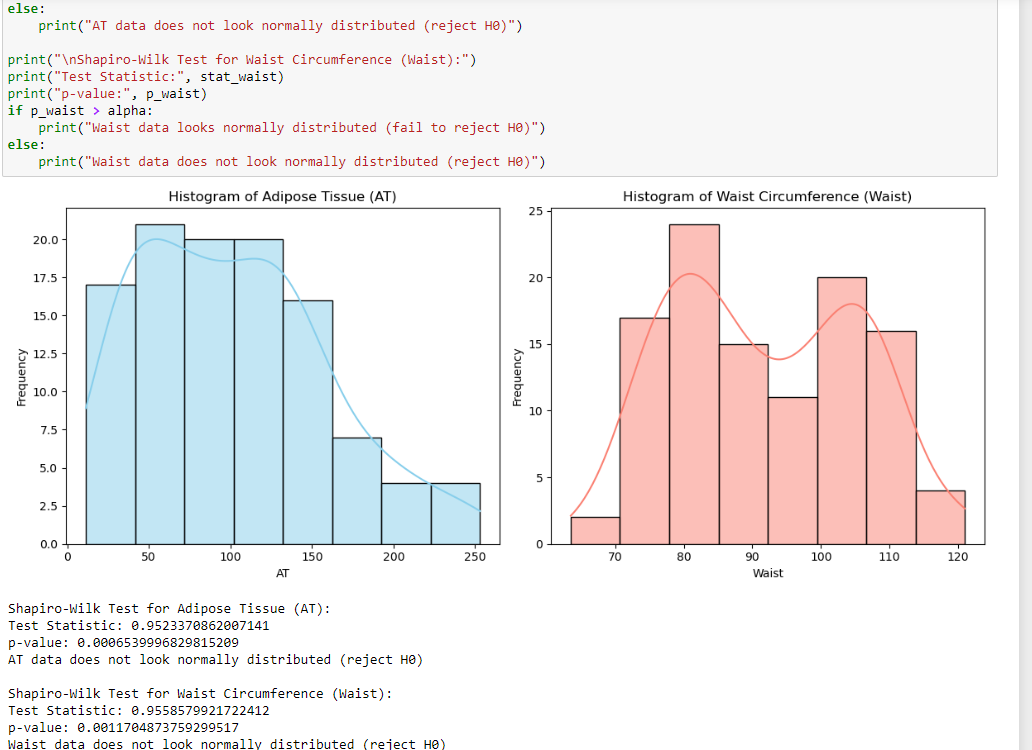 else:
    print("AT data does not look normally distributed (reject H0)")
print("\nShapiro-Wilk Test for Waist Circumference (Waist):")
print("Test Statistic:", stat_waist)
print("p-value:", p_waist)
if p_waist > alpha:
    print("Waist data looks normally distributed (fail to reject H0)")
else:
    print("Waist data does not look normally distributed (reject H0)")
Histogram of Adipose Tissue (AT)
20.0
17.5
15.0
12.5
10.0
7.5
5.0
2.5
0.0
Frequency
0 50 100 150 200 250
AT
Histogram of Waist Circumference (Waist)
25
20
15
10
5
0
Frequency
70 80 90 100 110 120
Waist
Shapiro-Wilk Test for Adipose Tissue (AT):
Test Statistic: 0.9523370862007141
p-value: 0.0006539996829815209
AT data does not look normally distributed (reject H0)
Shapiro-Wilk Test for Waist Circumference (Waist):
Test Statistic: 0.9558579921722412
p-value: 0.0011704873759299517
Waist data does not look normally distributed (reject H0)